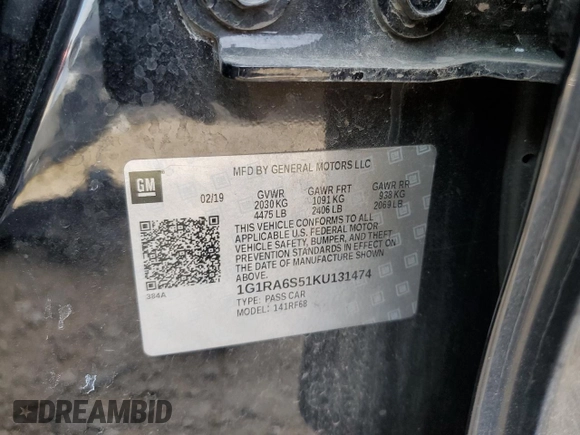 MFD BY GENERAL MOTORS LLC
GM
02/19 GVWR GAWR FRT GAWR RR
2030 KG 1091 KG 938 KG
4475 LB 2406 LB 2069 LB
THIS VEHICLE CONFORMS TO ALL
APPLICABLE U.S. FEDERAL MOTOR
VEHICLE SAFETY, BUMPER, AND THEFT
PREVENTION STANDARDS IN EFFECT ON
THE DATE OF MANUFACTURE SHOWN
ABOVE.
384A
1G1RA6S51KU131474
TYPE: PASS CAR
MODEL: 141RF68
DREAMBID